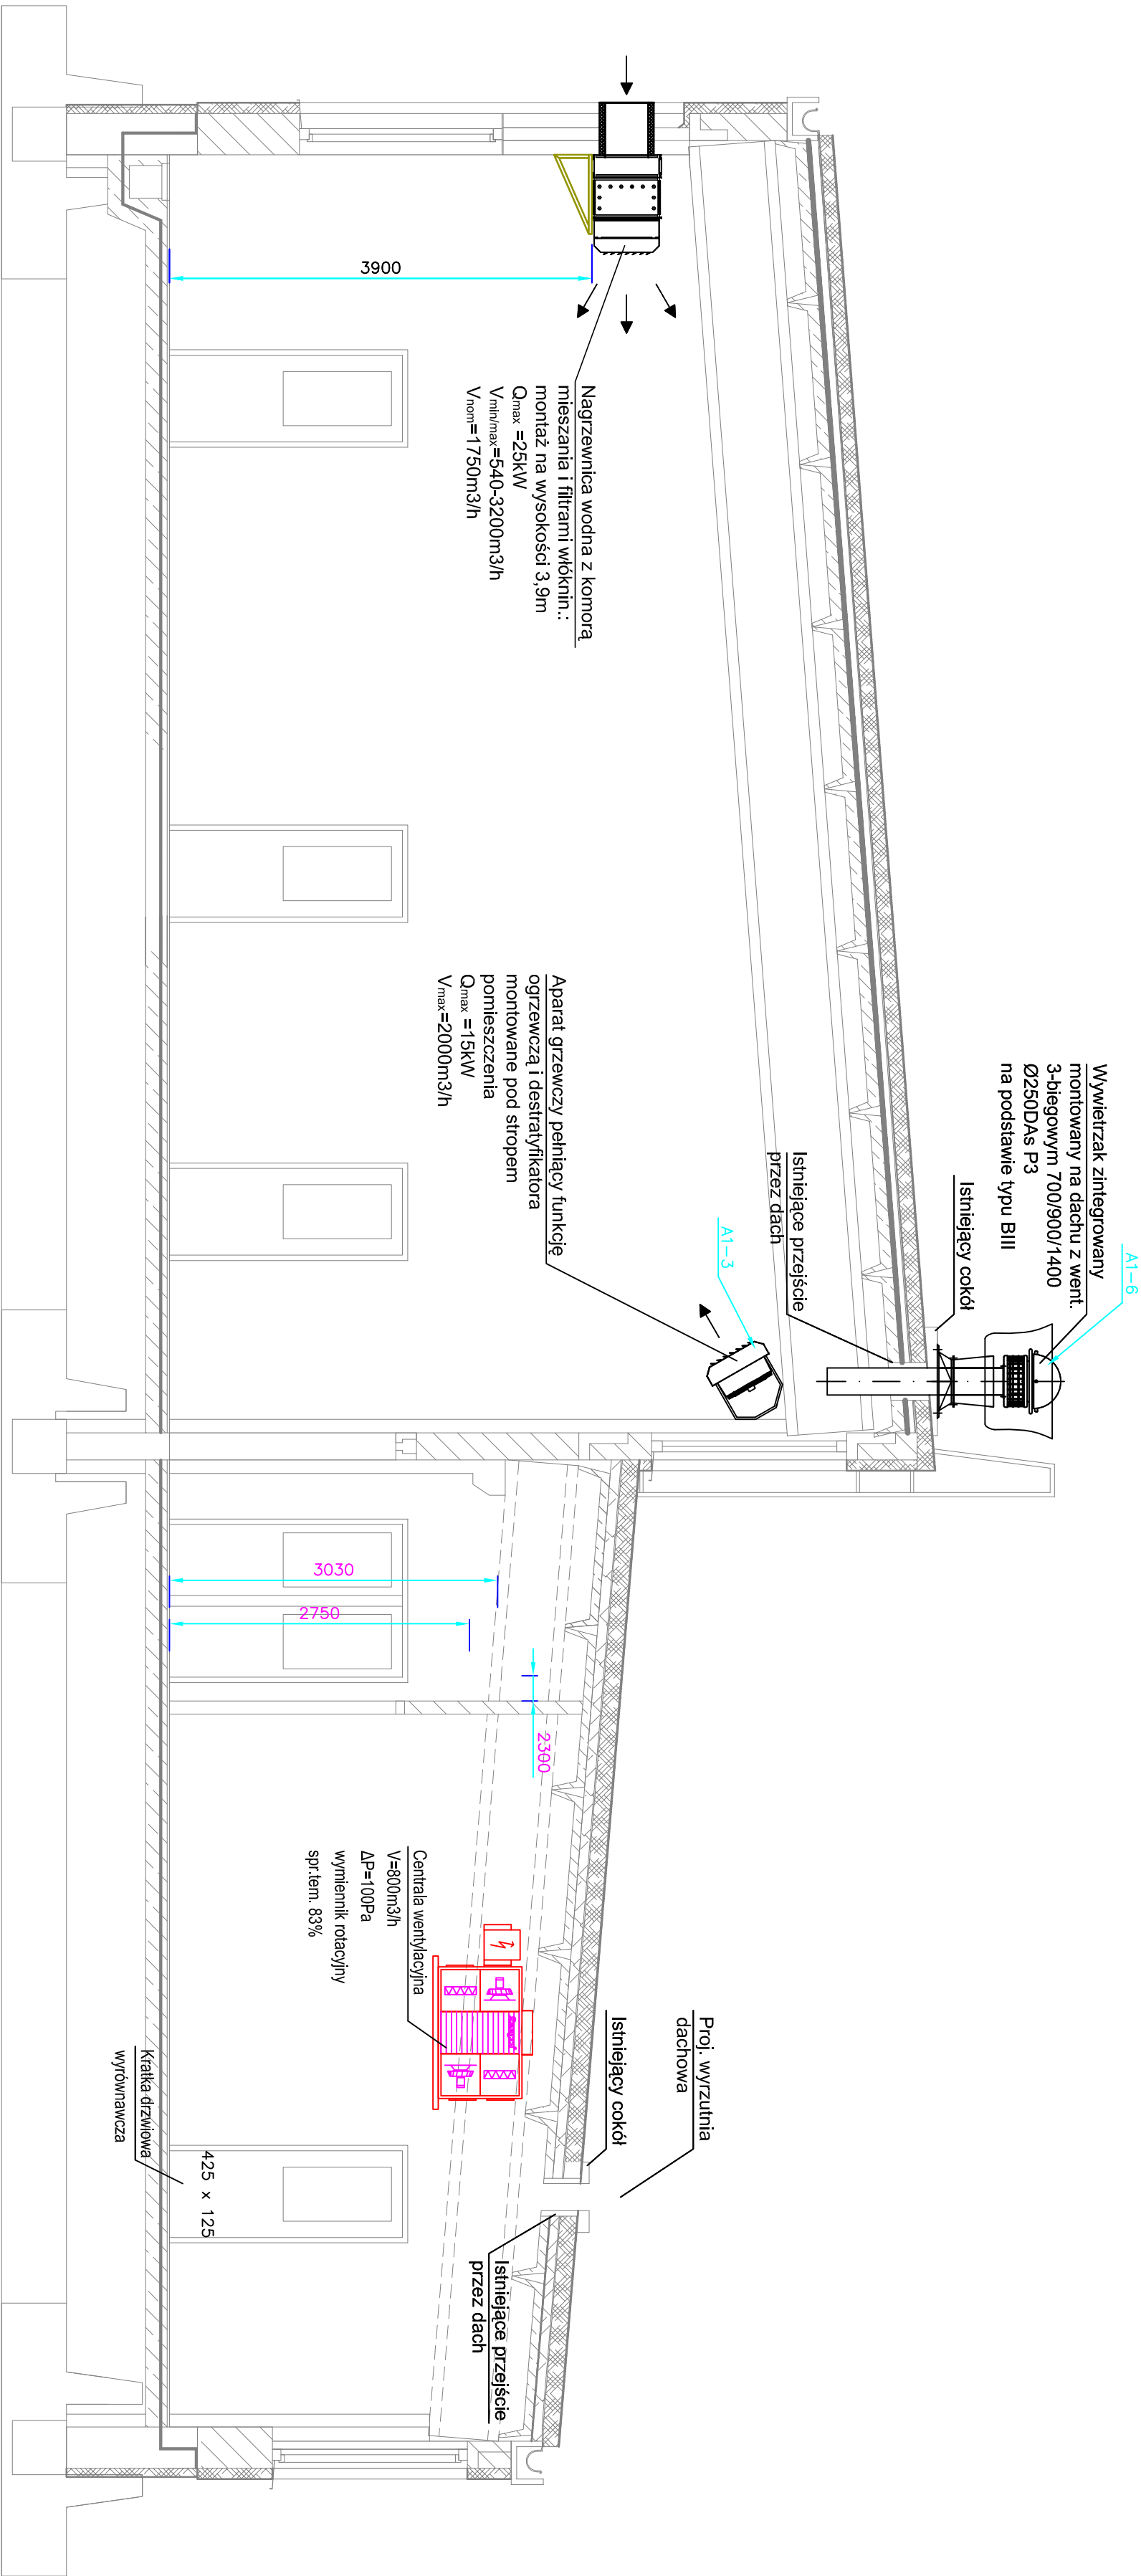 A1-6
Wywietrzak zintegrowany
montowany na dachu z went.
3-biegowym 700/900/1400
Ø250DAs P3
na podstawie typu BIII
Istniejący cokół
Istniejące przejście
przez dach
A1-3
Nagrzewnica wodna z komorą
mieszania i filtrami włóknin.:
montaż na wysokości 3,9m
Qmax =25kW
Vmin/max=540-3200m3/h
Vnom=1750m3/h
3900
Aparat grzewczy pełniący funkcję
ogrzewczą i destratyfikatora
montowane pod stropem
pomieszczenia
Qmax =15kW
Vmax=2000m3/h
Proj. wyrzutnia
dachowa
Istniejący cokół
Istniejące przejście
przez dach
2300
3030
2750
Centrala wentylacyjna
V=800m3/h
ΔP=100Pa
wymiennik rotacyjny
spr.tem. 83%
425 x 125
Kratka drzwiowa
wyrównawcza